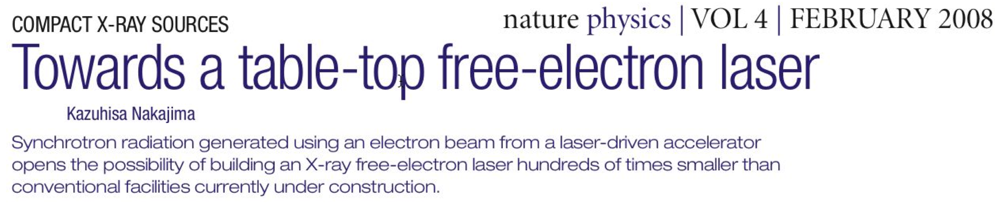 COMPACT X-RAY SOURCES
nature physics | VOL 4 | FEBRUARY 2008
Towards a table-top free-electron laser
Kazuhisa Nakajima
Synchrotron radiation generated using an electron beam from a laser-driven accelerator
opens the possibility of building an X-ray free-electron laser hundreds of times smaller than
conventional facilities currently under construction.